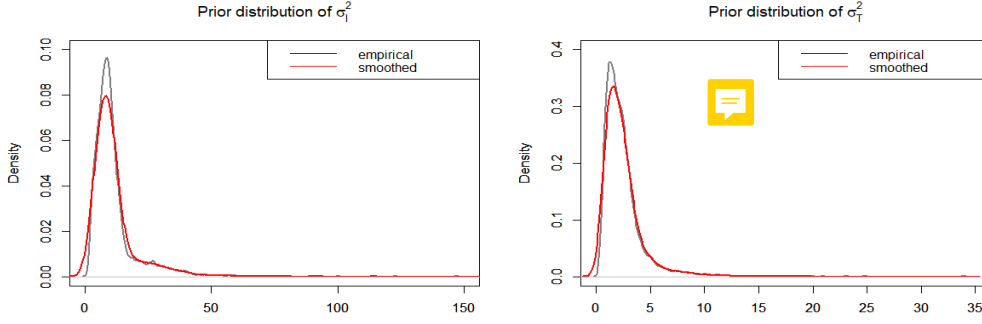 Prior distribution of σ_I^2
empirical
smoothed
Density
0.00
0.02
0.04
0.06
0.08
0.10
0
50
100
150
Prior distribution of σ_T^2
empirical
smoothed
Density
0.0
0.1
0.2
0.3
0.4
0
5
10
15
20
25
30
35